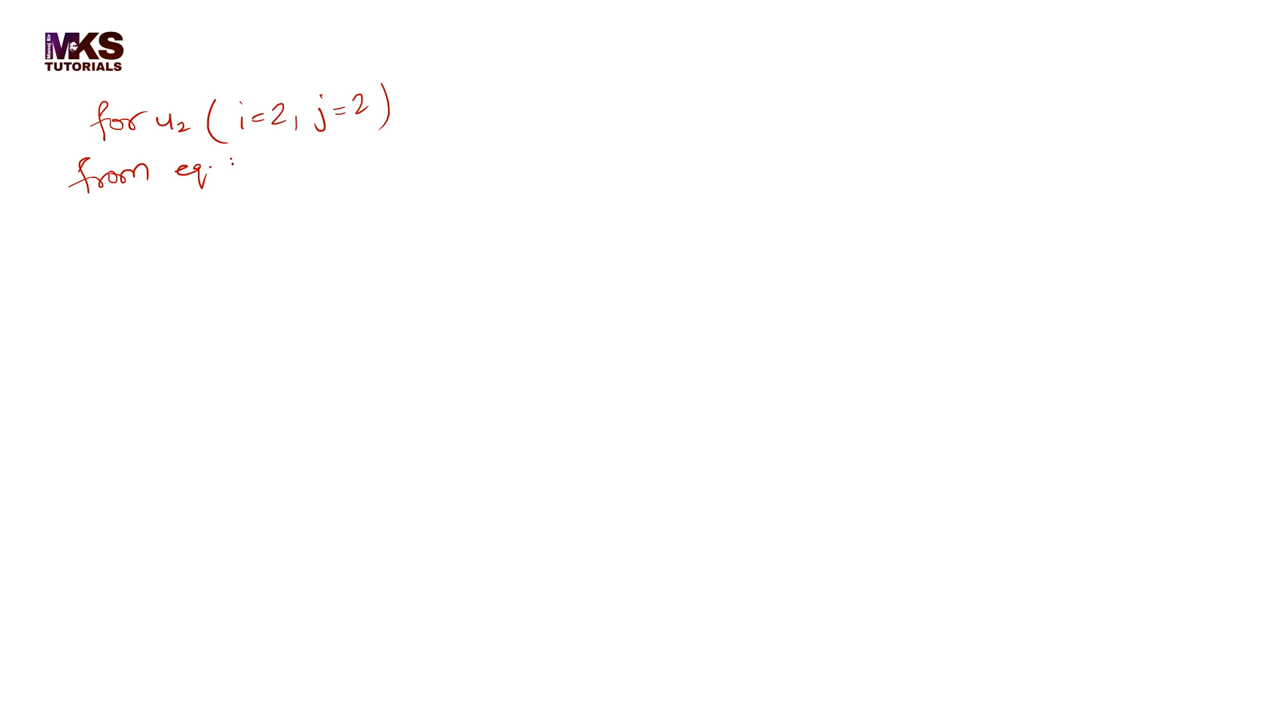 MKS
TUTORIALS
for u₂ ( i=2, j=2 )
from eq. :